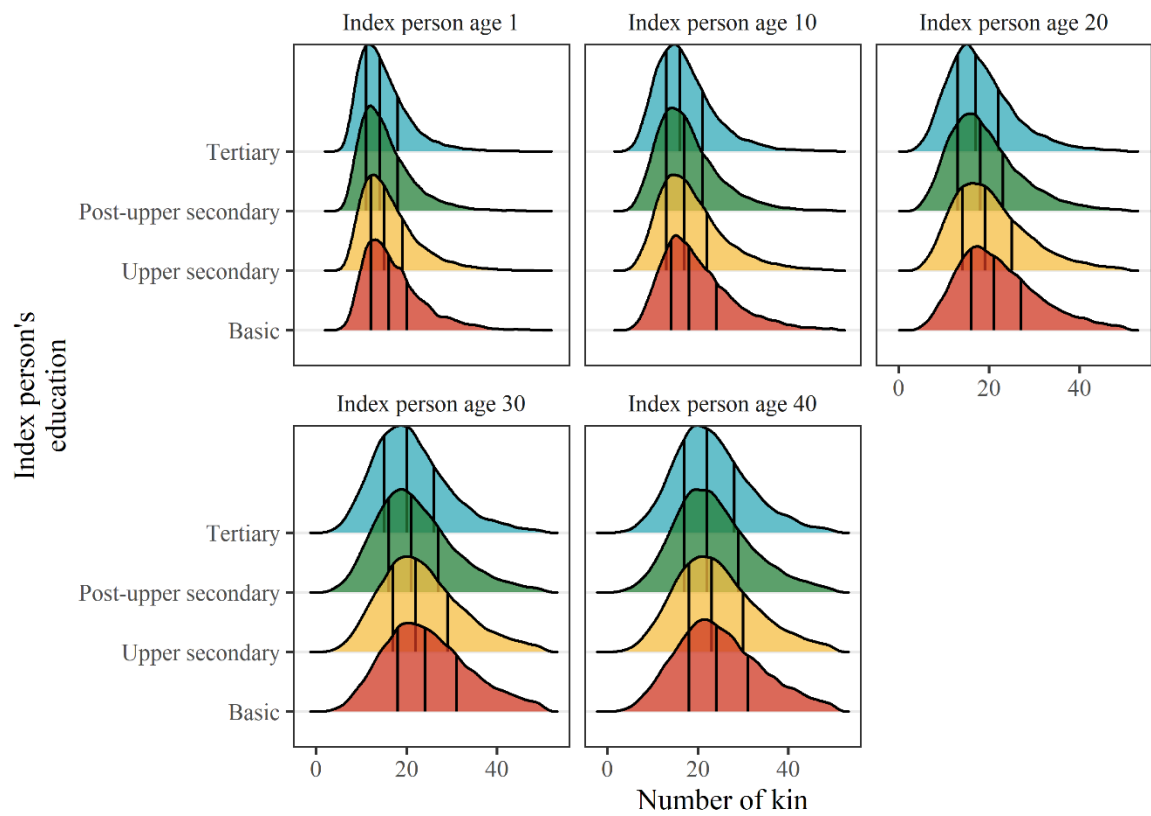 Index person age 1
Index person age 10
Index person age 20
Tertiary
Post-upper secondary
Upper secondary
Basic
0 20 40
Index person's
education
Index person age 30
Index person age 40
Tertiary
Post-upper secondary
Upper secondary
Basic
0 20 40
0 20 40
Number of kin